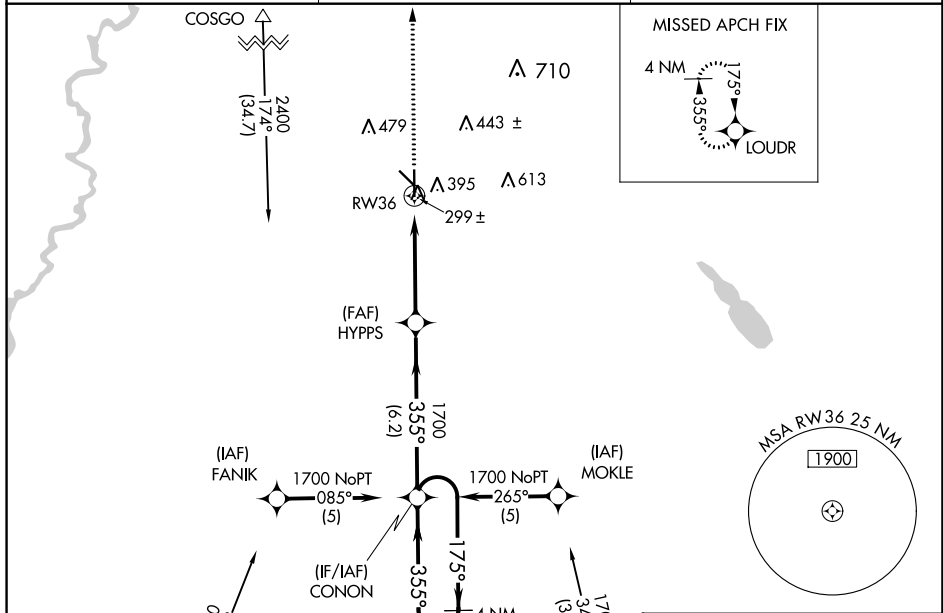 COSGO
2400
174°
(34.7)
710
479
443 ±
395
613
RW36
299 ±
MISSED APCH FIX
4 NM
175°
355°
LOUDR
(FAF)
HYPPS
1700
355°
(6.2)
(IAF)
FANIK
1700 NoPT
085°
(5)
1700 NoPT
265°
(5)
(IAF)
MOKLE
(IF/IAF)
CONON
355°
175°
4 NM
MSA RW36 25 NM
1900